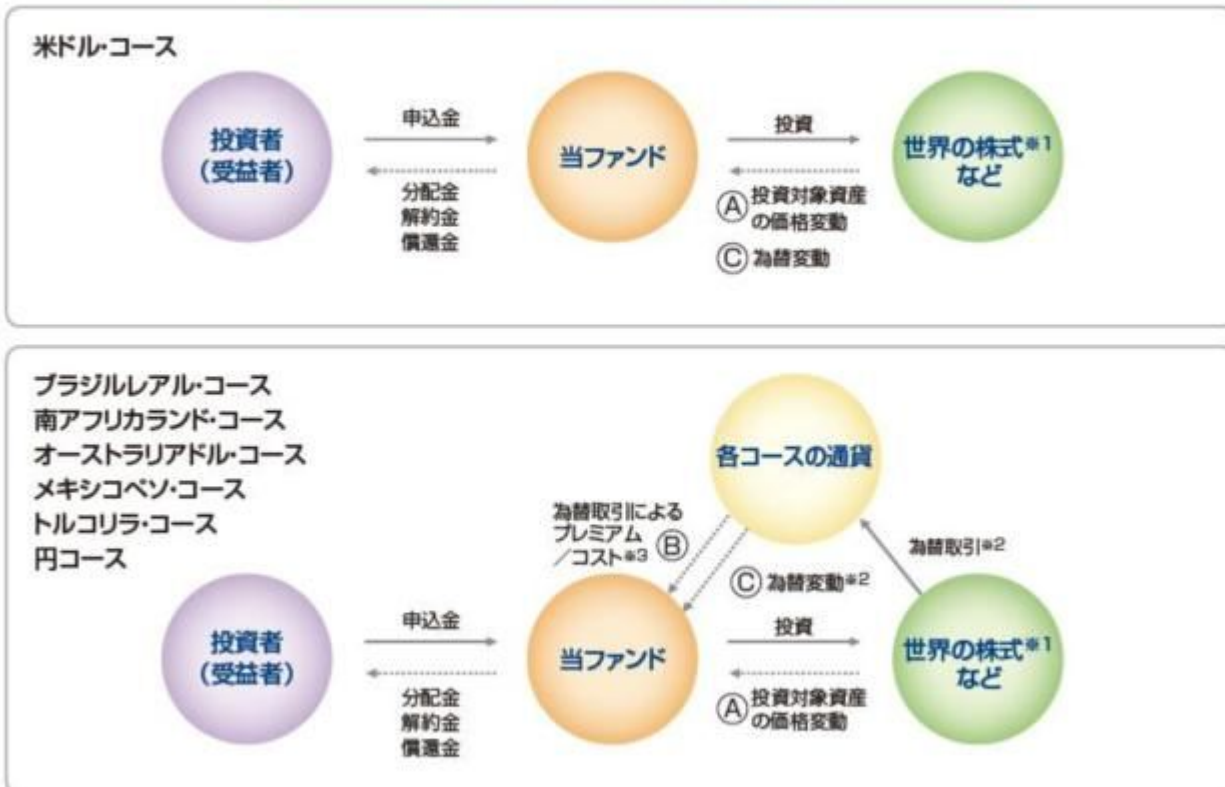 米ドル・コース
投資者
(受益者)
申込金
分配金
解約金
償還金
当ファンド
投資
Ⓐ 投資対象資産
の価格変動
Ⓒ 為替変動
世界の株式※1
など
ブラジルレアル・コース
南アフリカランド・コース
オーストラリアドル・コース
メキシコペソ・コース
トルコリラ・コース
円コース
各コースの通貨
為替取引による
プレミアム
/コスト※3 Ⓑ
Ⓒ 為替変動※2
為替取引※2
投資者
(受益者)
申込金
分配金
解約金
償還金
当ファンド
投資
Ⓐ 投資対象資産
の価格変動
世界の株式※1
など